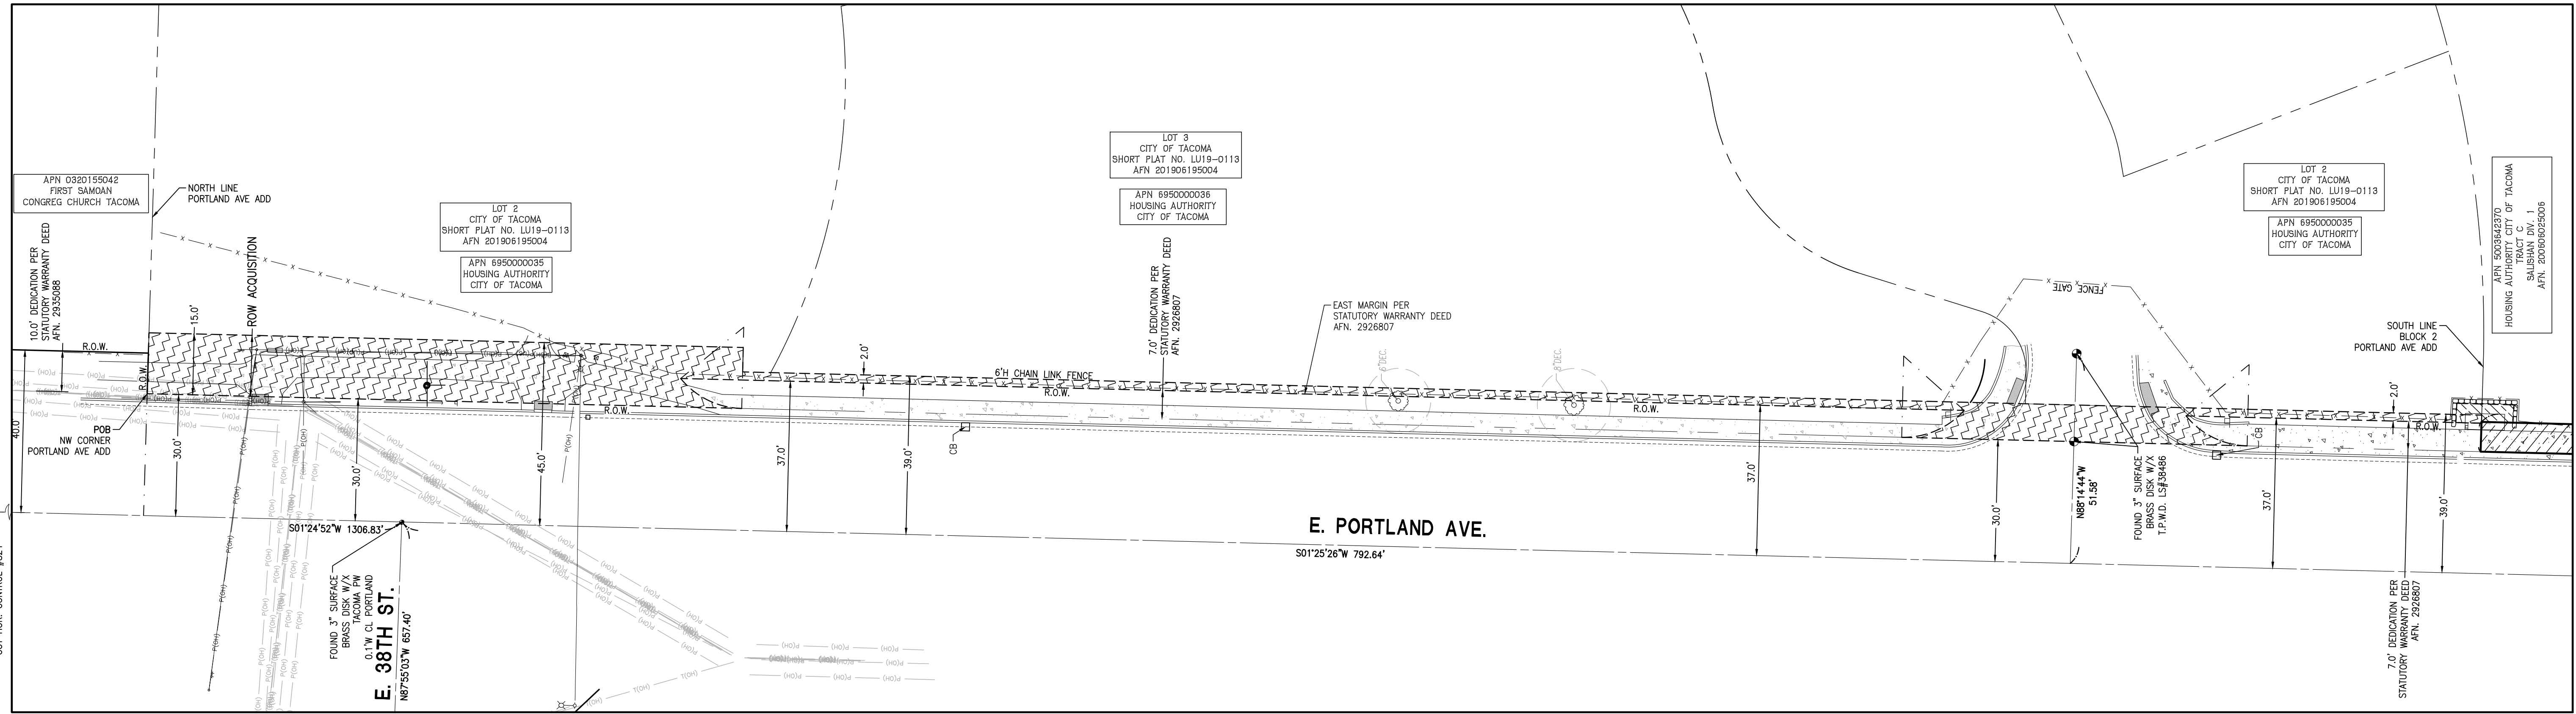 APN 0320155042
FIRST SAMOAN
CONGREG CHURCH TACOMA
NORTH LINE
PORTLAND AVE ADD
10.0' DEDICATION PER
STATUTORY WARRANTY DEED
AFN. 2935088
R.O.W.
R.O.W.
40.0'
15.0'
ROW ACQUISITION
POB
NW CORNER
PORTLAND AVE ADD
30.0'
30.0'
45.0'
LOT 2
CITY OF TACOMA
SHORT PLAT NO. LU19-0113
AFN 201906195004
APN 6950000035
HOUSING AUTHORITY
CITY OF TACOMA
R.O.W.
P(OH)
P(OH)
T(OH)
S01°24'52"W 1306.83'
FOUND 3" SURFACE
BRASS DISK W/X
TACOMA PW
0.1'W CL PORTLAND
E. 38TH ST.
N87°55'03"W 657.40'
LOT 3
CITY OF TACOMA
SHORT PLAT NO. LU19-0113
AFN 201906195004
APN 6950000036
HOUSING AUTHORITY
CITY OF TACOMA
7.0' DEDICATION PER
STATUTORY WARRANTY DEED
AFN. 2926807
2.0'
6'H CHAIN LINK FENCE
R.O.W.
37.0'
39.0'
CB
EAST MARGIN PER
STATUTORY WARRANTY DEED
AFN. 2926807
6"DEC.
8"DEC.
R.O.W.
37.0'
E. PORTLAND AVE.
S01°25'26"W 792.64'
FENCE GATE
30.0'
N88°14'44"W
51.58'
FOUND 3" SURFACE
BRASS DISK W/X
T.P.W.D. LS#38486
CB
37.0'
LOT 2
CITY OF TACOMA
SHORT PLAT NO. LU19-0113
AFN 201906195004
APN 6950000035
HOUSING AUTHORITY
CITY OF TACOMA
SOUTH LINE
BLOCK 2
PORTLAND AVE ADD
2.0'
R.O.W.
39.0'
7.0' DEDICATION PER
STATUTORY WARRANTY DEED
AFN. 2926807
APN 5003642370
HOUSING AUTHORITY CITY OF TACOMA
TRACT C
SALISHAN DIV. 1
AFN. 200606025006